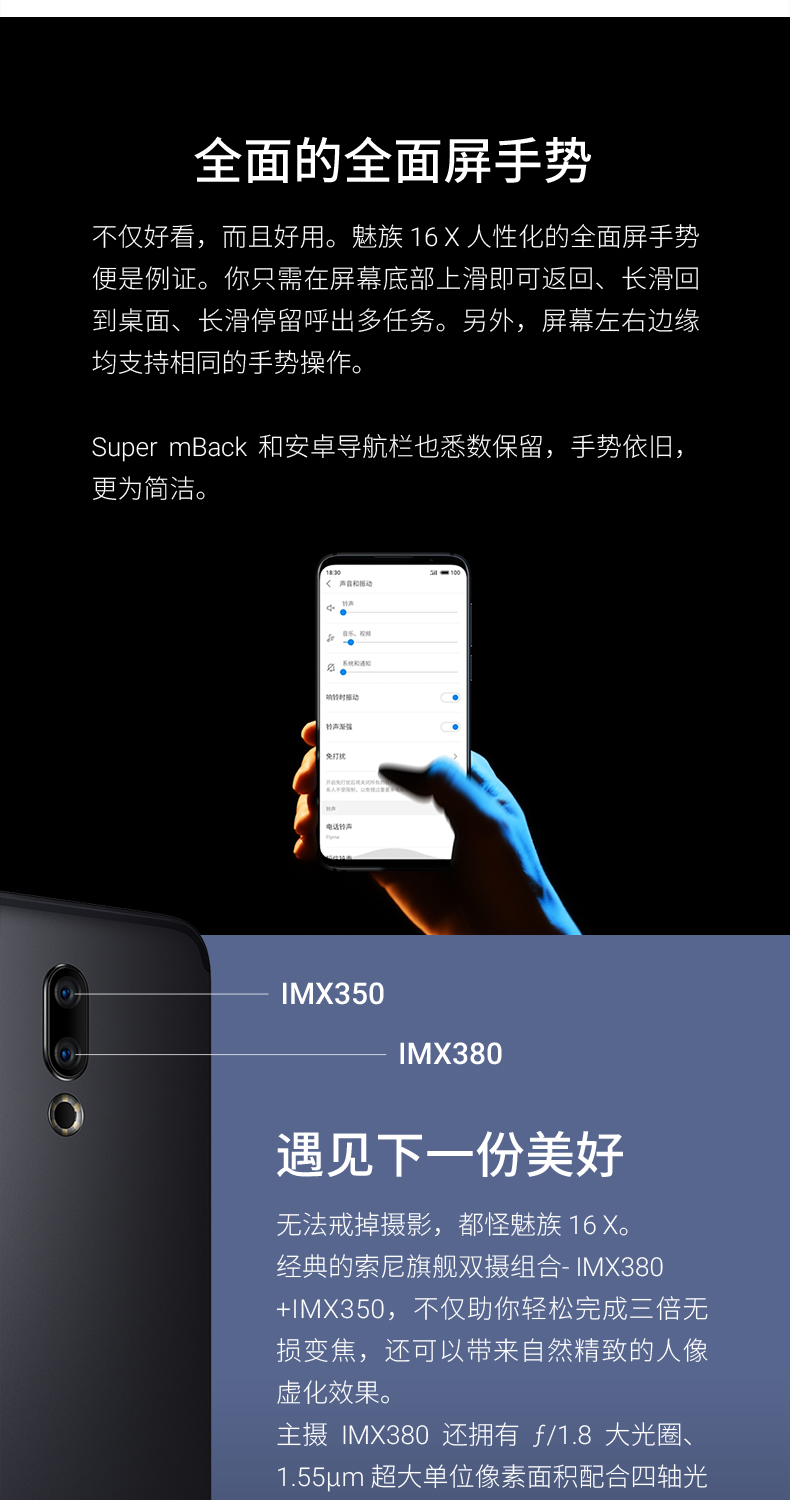 全面的全面屏手势
不仅好看，而且好用。魅族 16 X 人性化的全面屏手势
便是例证。你只需在屏幕底部上滑即可返回、长滑回
到桌面、长滑停留呼出多任务。另外，屏幕左右边缘
均支持相同的手势操作。
Super mBack 和安卓导航栏也悉数保留，手势依旧，
更为简洁。
18:30
100
声音和振动
铃声
音乐、视频
系统和通知
响铃时振动
铃声渐强
免打扰
铃声
电话铃声
Flyme
IMX350
IMX380
遇见下一份美好
无法戒掉摄影，都怪魅族 16 X。
经典的索尼旗舰双摄组合- IMX380
+IMX350，不仅助你轻松完成三倍无
损变焦，还可以带来自然精致的人像
虚化效果。
主摄 IMX380 还拥有 ƒ/1.8 大光圈、
1.55μm 超大单位像素面积配合四轴光